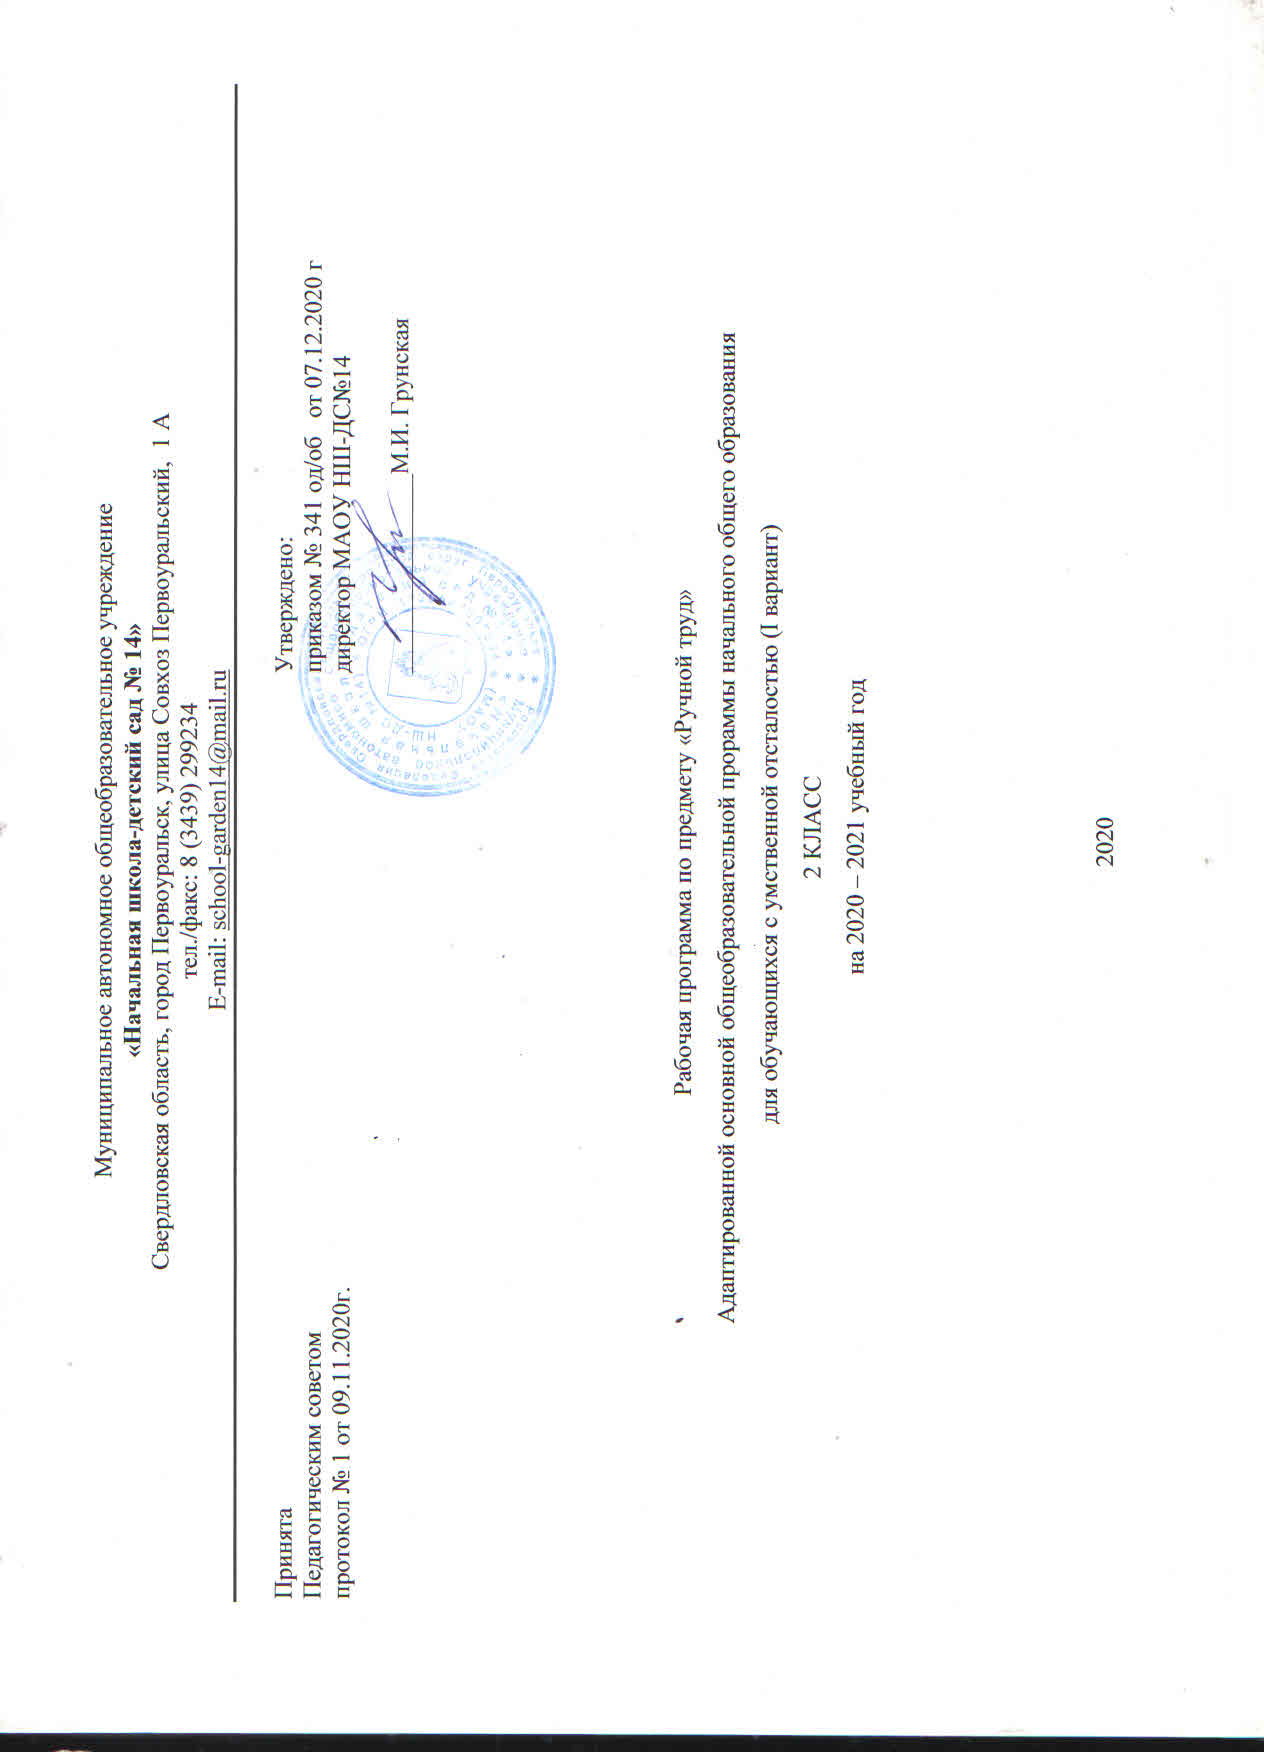 Муниципальное автономное общеобразовательное учреждение
«Начальная школа-детский сад № 14»
Свердловская область, город Первоуральск, улица Совхоз Первоуральский, 1 А
тел./факс: 8 (3439) 299234
E-mail: school-garden14@mail.ru
Принята
Педагогическим советом
протокол № 1 от 09.11.2020г.
Утверждено:
приказом № 341 од/об от 07.12.2020 г
директор МАОУ НШ-ДС№14
М.И. Грунская
Рабочая программа по предмету «Ручной труд»
Адаптированной основной общеобразовательной прораммы начального общего образования
для обучающихся с умственной отсталостью (I вариант)
2 КЛАСС
на 2020 – 2021 учебный год
2020